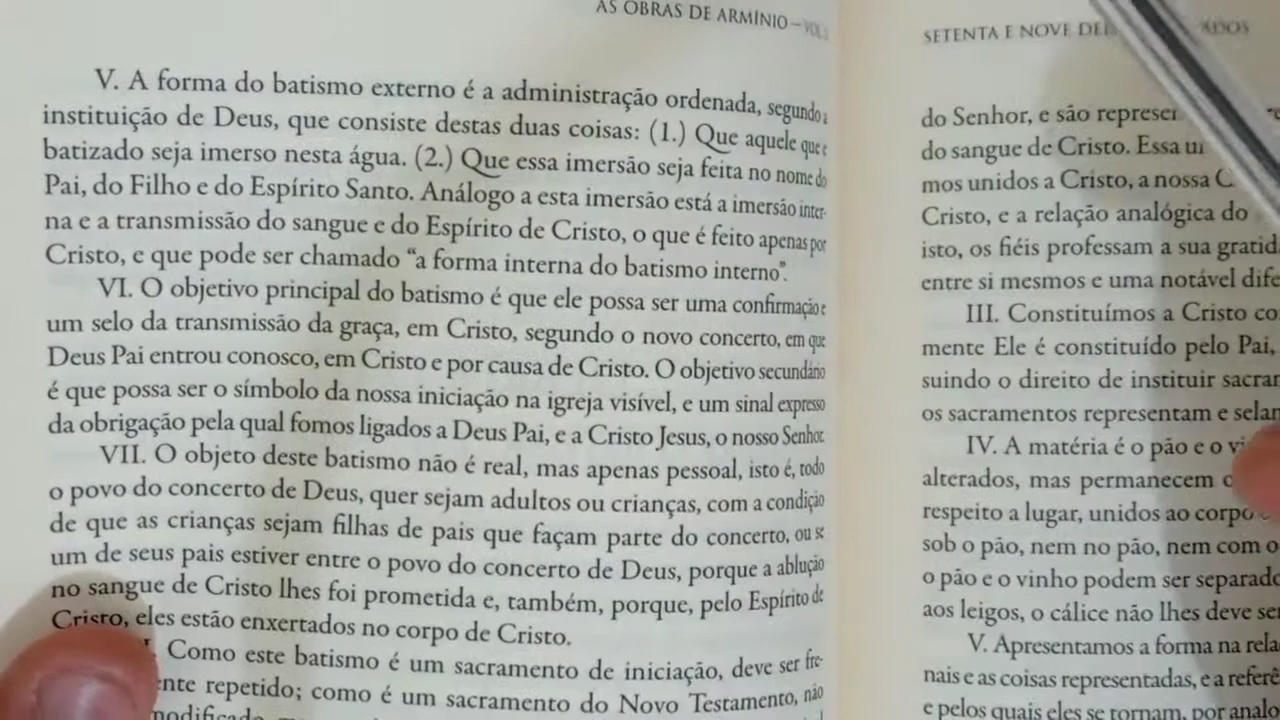 AS OBRAS DE ARMÍNIO – VOL.
V. A forma do batismo externo é a administração ordenada, segundo a
instituição de Deus, que consiste destas duas coisas: (1.) Que aquele que é
batizado seja imerso nesta água. (2.) Que essa imersão seja feita no nome do
Pai, do Filho e do Espírito Santo. Análogo a esta imersão está a imersão inter-
na e a transmissão do sangue e do Espírito de Cristo, o que é feito apenas por
Cristo, e que pode ser chamado “a forma interna do batismo interno”.
VI. O objetivo principal do batismo é que ele possa ser uma confirmação e
um selo da transmissão da graça, em Cristo, segundo o novo concerto, em que
Deus Pai entrou conosco, em Cristo e por causa de Cristo. O objetivo secundário
é que possa ser o símbolo da nossa iniciação na igreja visível, e um sinal expresso
da obrigação pela qual fomos ligados a Deus Pai, e a Cristo Jesus, o nosso Senhor.
VII. O objeto deste batismo não é real, mas apenas pessoal, isto é, todo
o povo do concerto de Deus, quer sejam adultos ou crianças, com a condição
de que as crianças sejam filhas de pais que façam parte do concerto, ou se
um de seus pais estiver entre o povo do concerto de Deus, porque a ablução
no sangue de Cristo lhes foi prometida e, também, porque, pelo Espírito de
Cristo, eles estão enxertados no corpo de Cristo.
Como este batismo é um sacramento de iniciação, deve ser fre-
repetido; como é um sacramento do Novo Testamento, não
SETENTA E NOVE
do Senhor, e são
do sangue de Cristo. Essa
mos unidos a Cristo, a nossa
Cristo, e a relação analógica do
isto, os fiéis professam a sua
entre si mesmos e uma notável
III. Constituímos a Cristo
mente Ele é constituído pelo Pai,
suindo o direito de instituir
os sacramentos representam e
IV. A matéria é o pão e o
alterados, mas permanecem
respeito a lugar, unidos ao corpo
sob o pão, nem no pão, nem com o
o pão e o vinho podem ser
aos leigos, o cálice não lhes deve
V. Apresentamos a forma na
nais e as coisas representadas, e a
e pelos quais eles se tornam, por